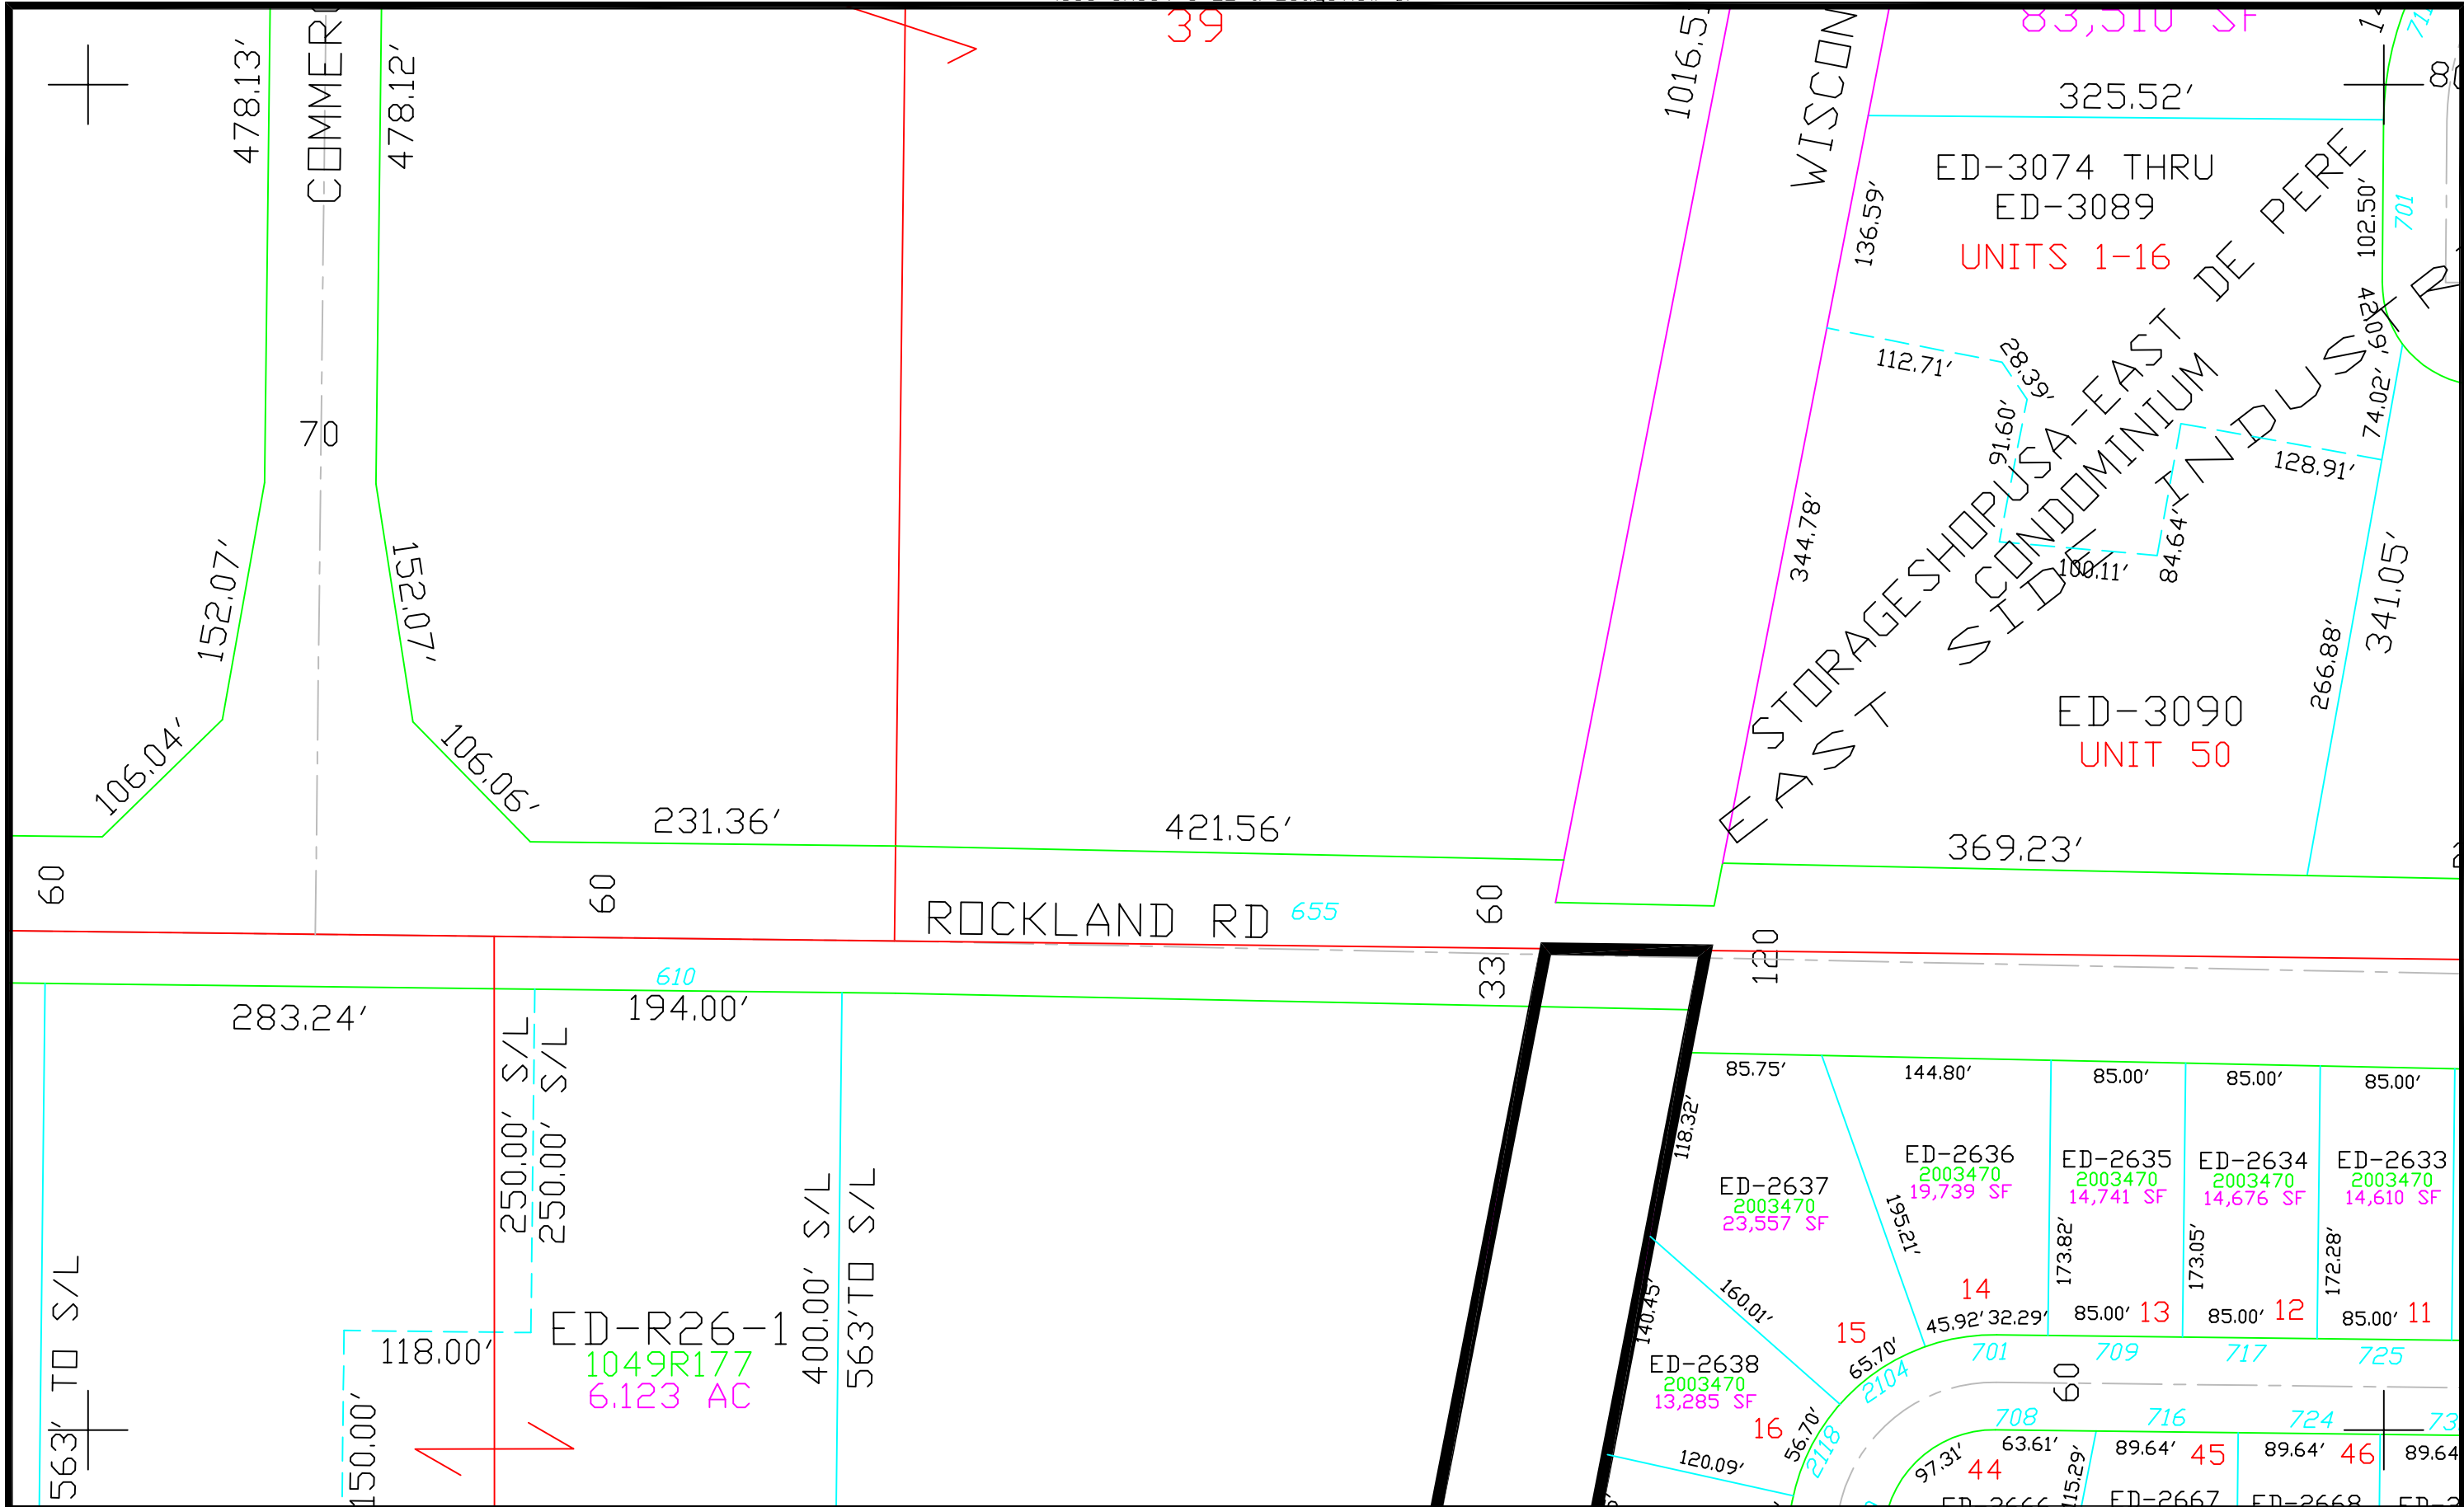 39
83,510 SF
478.13'
478.12'
325.52'
ED-3074 THRU
ED-3089
UNITS 1-16
136.59'
102.50'
701
42.09'
74.02'
112.71'
28.39'
91.60'
128.91'
84.64'
100.11'
344.78'
341.05'
266.88'
STORAGESHOPUSA-EAST DE PERE
CONDOMINIUM
EAST SIDE
70
152.07'
152.07'
106.04'
106.06'
ED-3090
UNIT 50
231.36'
421.56'
369.23'
60
60
60
ROCKLAND RD
655
33
120
610
283.24'
194.00'
250.00' S/L
250.00' S/L
400.00' S/L
563'TO S/L
563' TO S/L
118.00'
150.00'
ED-R26-1
1049R177
6.123 AC
85.75'
144.80'
85.00'
85.00'
85.00'
118.32'
ED-2637
2003470
23,557 SF
ED-2636
2003470
19,739 SF
ED-2635
2003470
14,741 SF
ED-2634
2003470
14,676 SF
ED-2633
2003470
14,610 SF
195.21'
173.82'
173.05'
172.28'
160.01'
140.45'
14
15
45.92'
32.29'
85.00'
13
85.00'
12
85.00'
11
65.70'
2104
701
709
717
725
ED-2638
2003470
13,285 SF
16
56.70'
2118
120.09'
60
708
716
724
97.31'
63.61'
44
115.29'
89.64'
45
89.64'
46
89.64
ED-2667
ED-2668